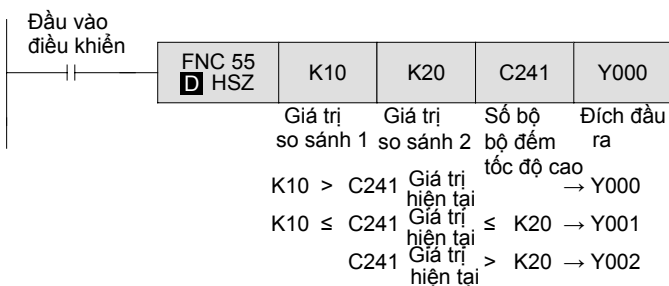 Đầu vào
điều khiển
FNC 55
D HSZ
K10
K20
C241
Y000
Giá trị
so sánh 1
Giá trị
so sánh 2
Số bộ
bộ đếm
tốc độ cao
Đích đầu
ra
K10 > C241 Giá trị hiện tại → Y000
K10 ≤ C241 Giá trị hiện tại ≤ K20 → Y001
C241 Giá trị hiện tại > K20 → Y002